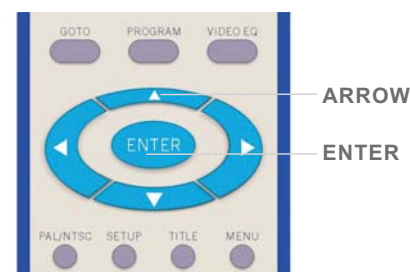 GOTO PROGRAM VIDEO EQ
ARROW
ENTER
ENTER
PAL/NTSC SETUP TITLE MENU